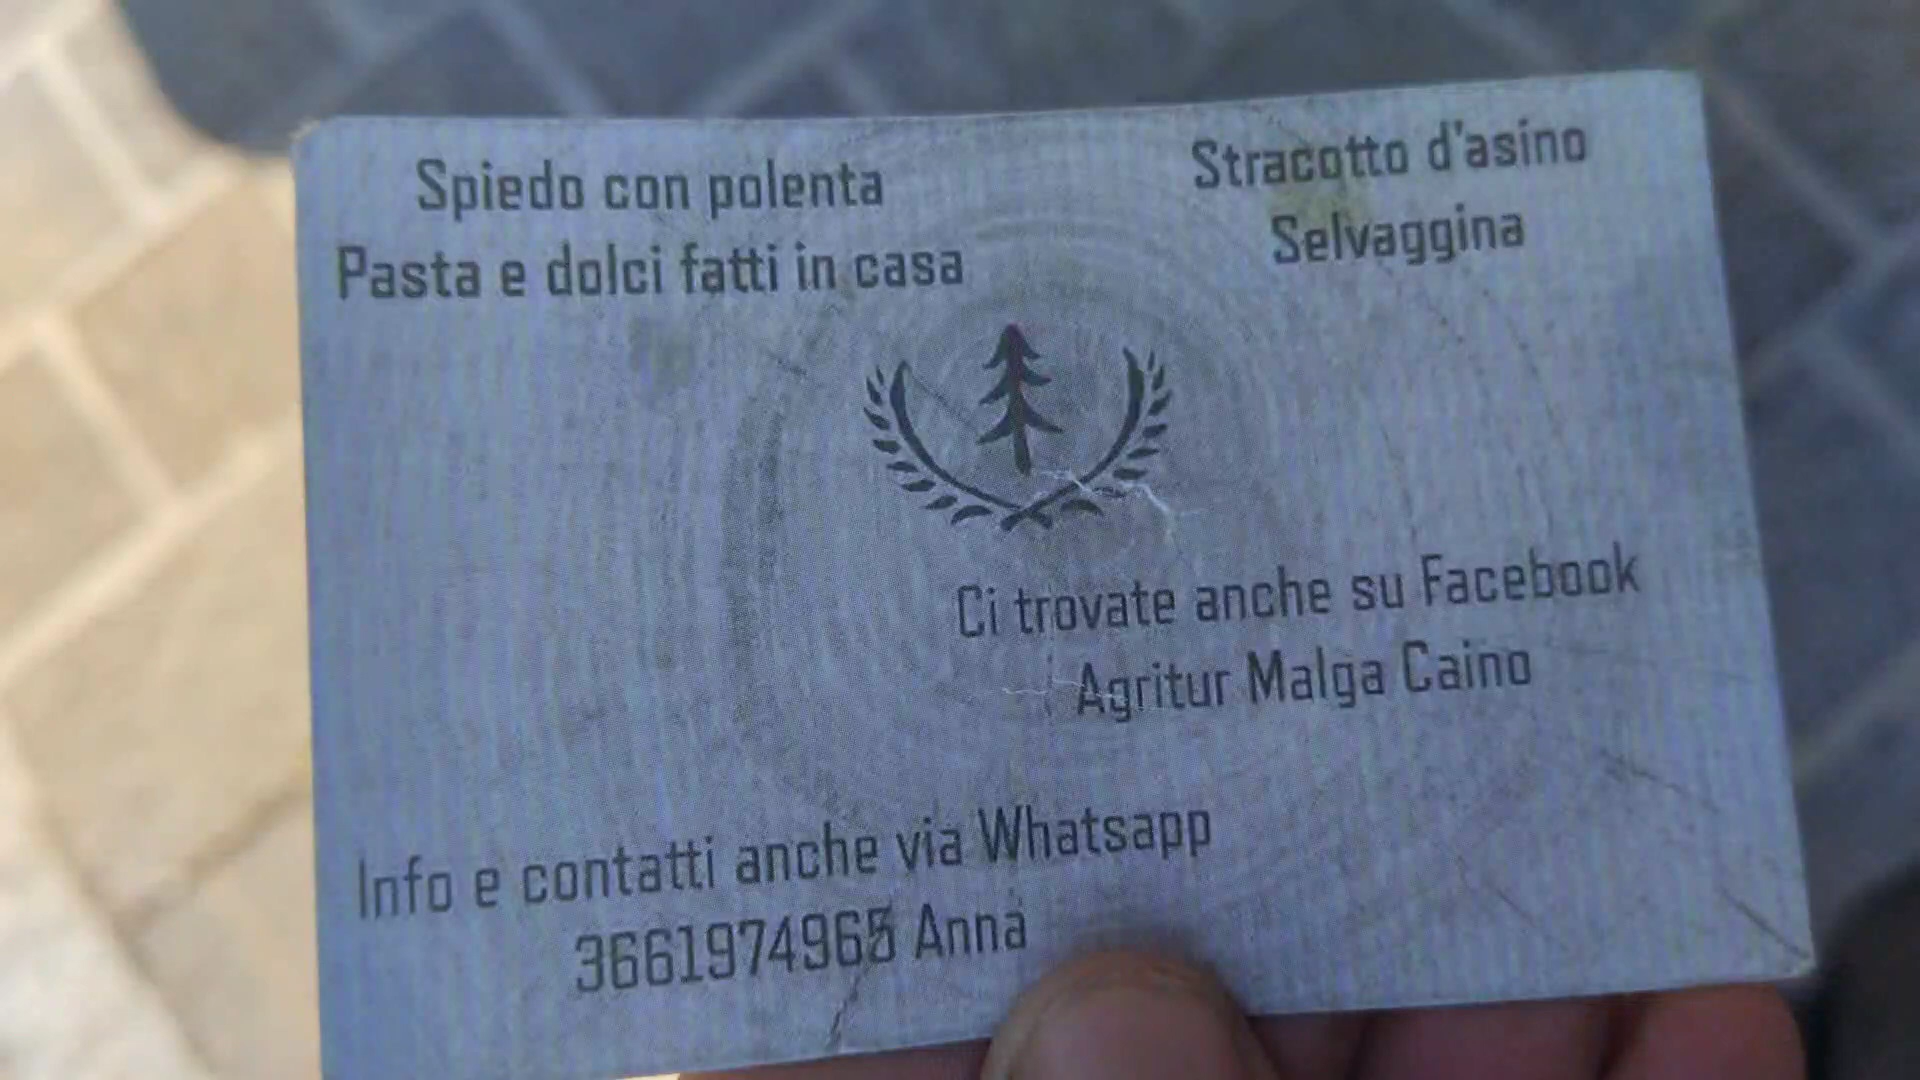 Spiedo con polenta
Pasta e dolci fatti in casa
Stracotto d'asino
Selvaggina
Ci trovate anche su Facebook
Agritur Malga Caino
Info e contatti anche via Whatsapp
3661974965 Anna